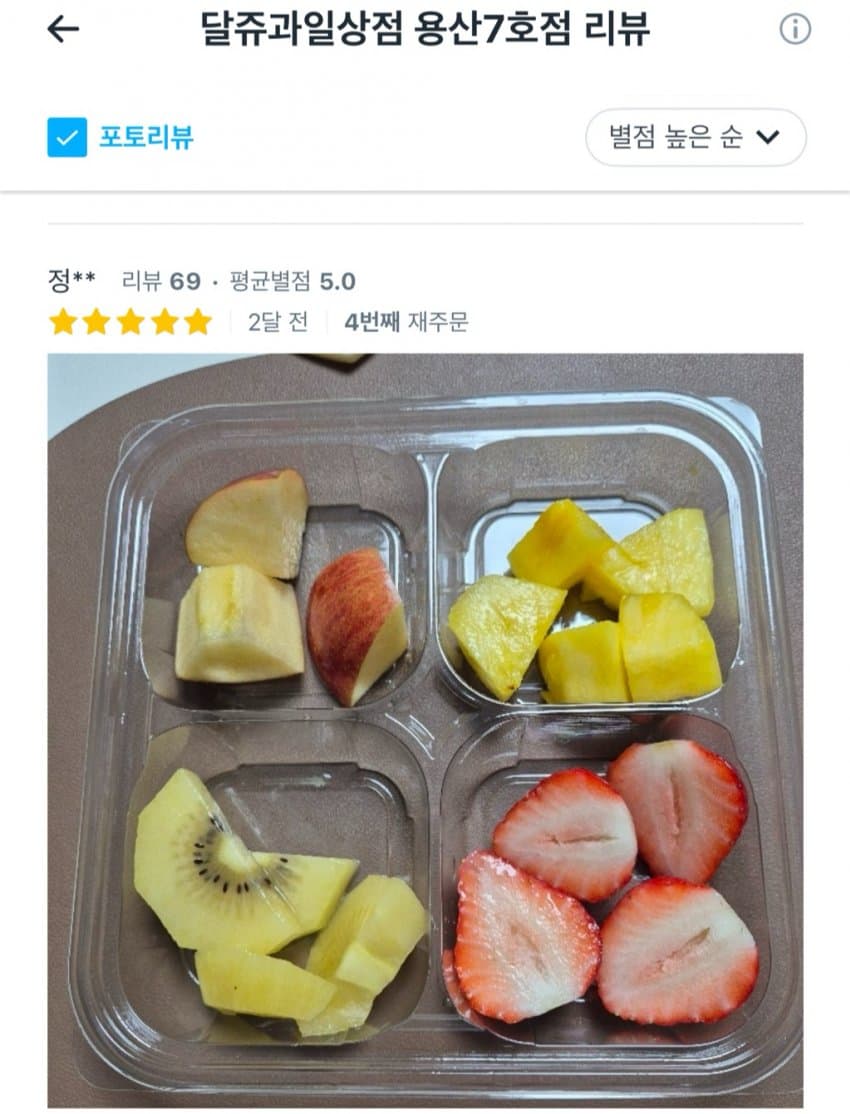 달쥬과일상점 용산7호점 리뷰
포토리뷰
별점 높은 순
정** 리뷰 69 · 평균별점 5.0
2달 전 4번째 재주문